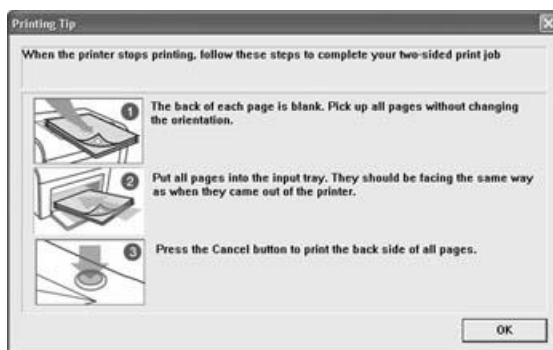 Printing Tip
When the printer stops printing, follow these steps to complete your two-sided print job
1
The back of each page is blank. Pick up all pages without changing
the orientation.
2
Put all pages into the input tray. They should be facing the same way
as when they came out of the printer.
3
Press the Cancel button to print the back side of all pages.
OK